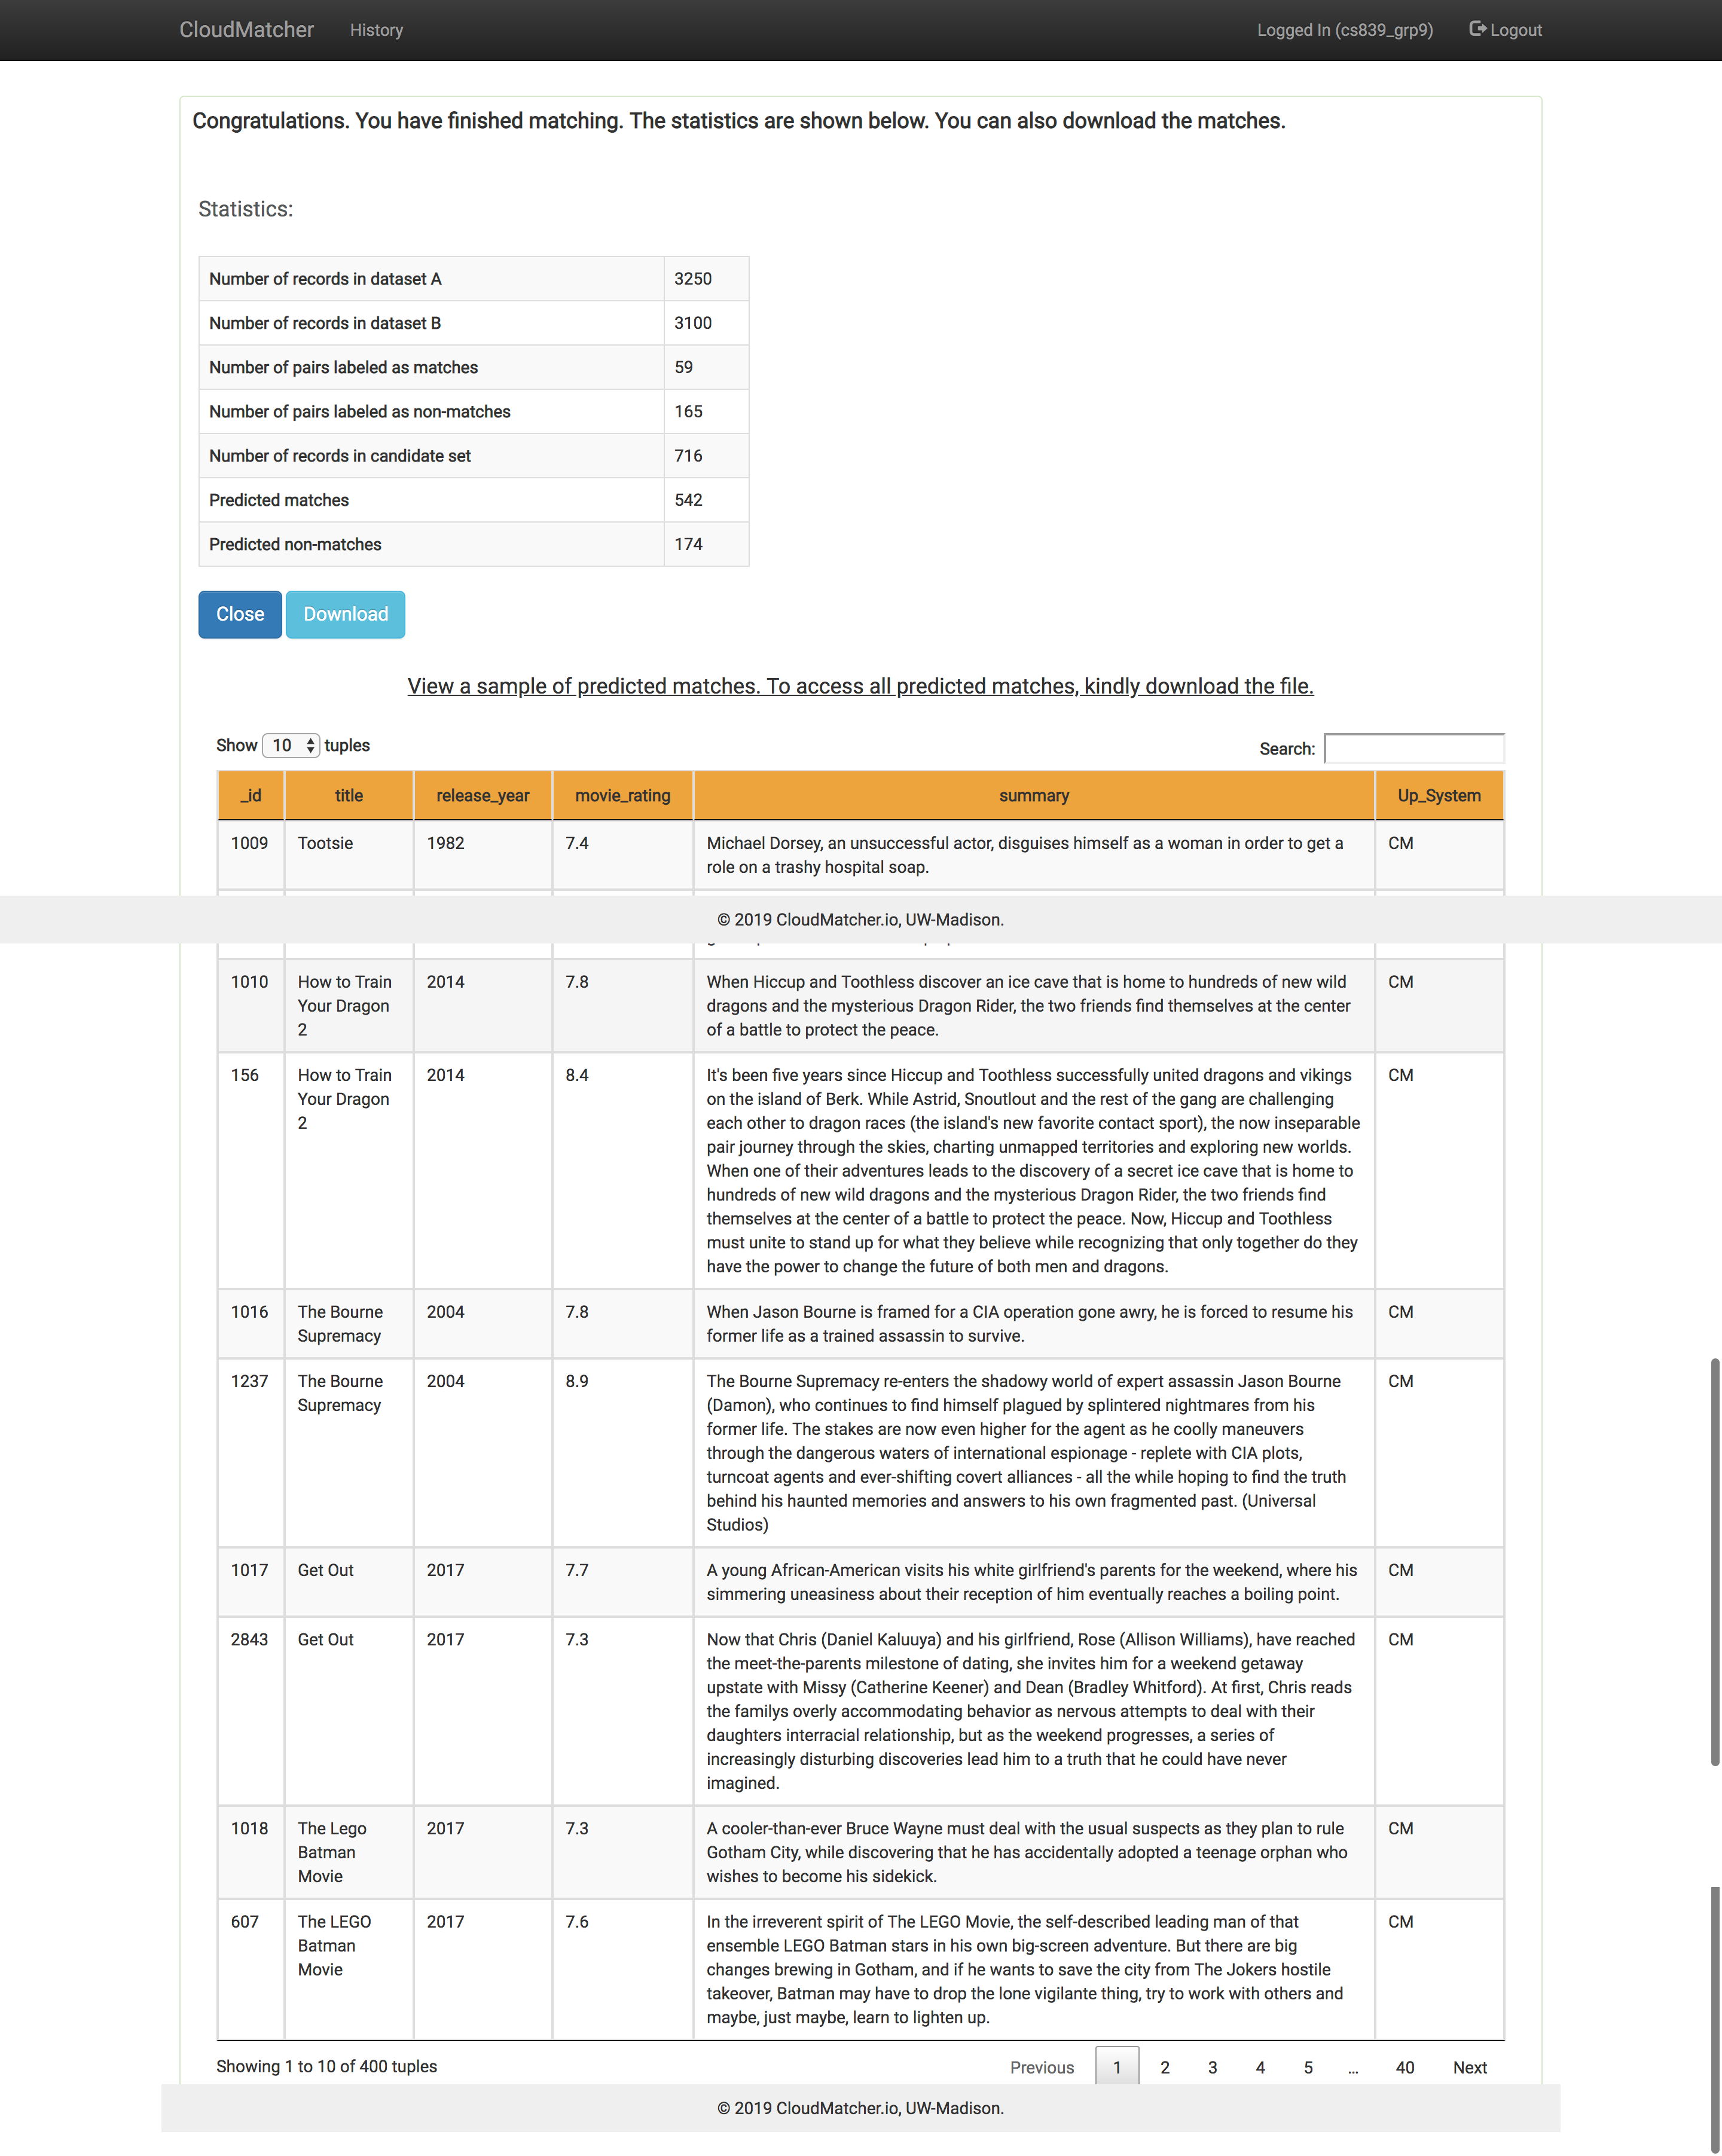 CloudMatcher History Logged In (cs839_grp9) Logout
Congratulations. You have finished matching. The statistics are shown below. You can also download the matches.
Statistics:
Number of records in dataset A 3250
Number of records in dataset B 3100
Number of pairs labeled as matches 59
Number of pairs labeled as non-matches 165
Number of records in candidate set 716
Predicted matches 542
Predicted non-matches 174
Close Download
View a sample of predicted matches. To access all predicted matches, kindly download the file.
Show 10 tuples Search:
_id title release_year movie_rating summary Up_System
1009 Tootsie 1982 7.4 Michael Dorsey, an unsuccessful actor, disguises himself as a woman in order to get a CM
role on a trashy hospital soap.
© 2019 CloudMatcher.io, UW-Madison.
1010 How to Train 2014 7.8 When Hiccup and Toothless discover an ice cave that is home to hundreds of new wild CM
Your Dragon dragons and the mysterious Dragon Rider, the two friends find themselves at the center
2 of a battle to protect the peace.
156 How to Train 2014 8.4 It's been five years since Hiccup and Toothless successfully united dragons and vikings CM
Your Dragon on the island of Berk. While Astrid, Snoutlout and the rest of the gang are challenging
2 each other to dragon races (the island's new favorite contact sport), the now inseparable
pair journey through the skies, charting unmapped territories and exploring new worlds.
When one of their adventures leads to the discovery of a secret ice cave that is home to
hundreds of new wild dragons and the mysterious Dragon Rider, the two friends find
themselves at the center of a battle to protect the peace. Now, Hiccup and Toothless
must unite to stand up for what they believe while recognizing that only together do they
have the power to change the future of both men and dragons.
1016 The Bourne 2004 7.8 When Jason Bourne is framed for a CIA operation gone awry, he is forced to resume his CM
Supremacy former life as a trained assassin to survive.
1237 The Bourne 2004 8.9 The Bourne Supremacy re-enters the shadowy world of expert assassin Jason Bourne CM
Supremacy (Damon), who continues to find himself plagued by splintered nightmares from his
former life. The stakes are now even higher for the agent as he coolly maneuvers
through the dangerous waters of international espionage - replete with CIA plots,
turncoat agents and ever-shifting covert alliances - all the while hoping to find the truth
behind his haunted memories and answers to his own fragmented past. (Universal
Studios)
1017 Get Out 2017 7.7 A young African-American visits his white girlfriend's parents for the weekend, where his CM
simmering uneasiness about their reception of him eventually reaches a boiling point.
2843 Get Out 2017 7.3 Now that Chris (Daniel Kaluuya) and his girlfriend, Rose (Allison Williams), have reached CM
the meet-the-parents milestone of dating, she invites him for a weekend getaway
upstate with Missy (Catherine Keener) and Dean (Bradley Whitford). At first, Chris reads
the familys overly accommodating behavior as nervous attempts to deal with their
daughters interracial relationship, but as the weekend progresses, a series of
increasingly disturbing discoveries lead him to a truth that he could have never
imagined.
1018 The Lego 2017 7.3 A cooler-than-ever Bruce Wayne must deal with the usual suspects as they plan to rule CM
Batman Gotham City, while discovering that he has accidentally adopted a teenage orphan who
Movie wishes to become his sidekick.
607 The LEGO 2017 7.6 In the irreverent spirit of The LEGO Movie, the self-described leading man of that CM
Batman ensemble LEGO Batman stars in his own big-screen adventure. But there are big
Movie changes brewing in Gotham, and if he wants to save the city from The Jokers hostile
takeover, Batman may have to drop the lone vigilante thing, try to work with others and
maybe, just maybe, learn to lighten up.
Showing 1 to 10 of 400 tuples Previous 1 2 3 4 5 … 40 Next
© 2019 CloudMatcher.io, UW-Madison.